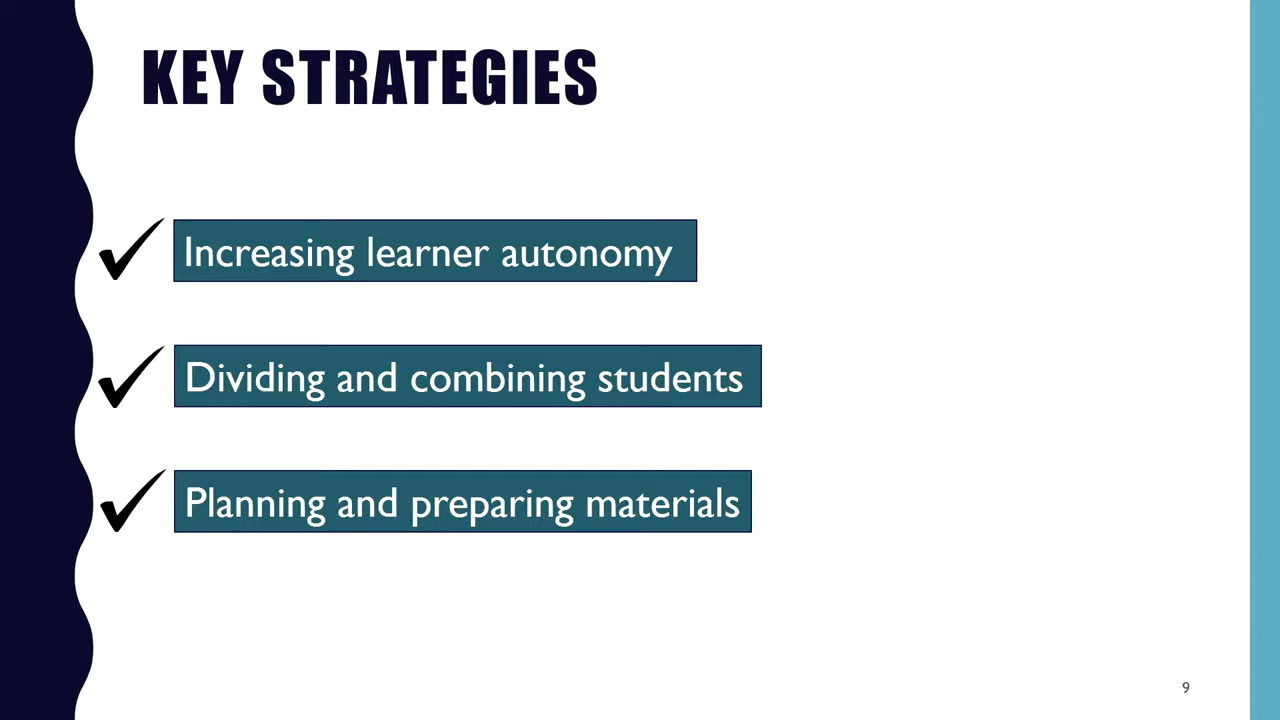 KEY STRATEGIES
Increasing learner autonomy
Dividing and combining students
Planning and preparing materials
9